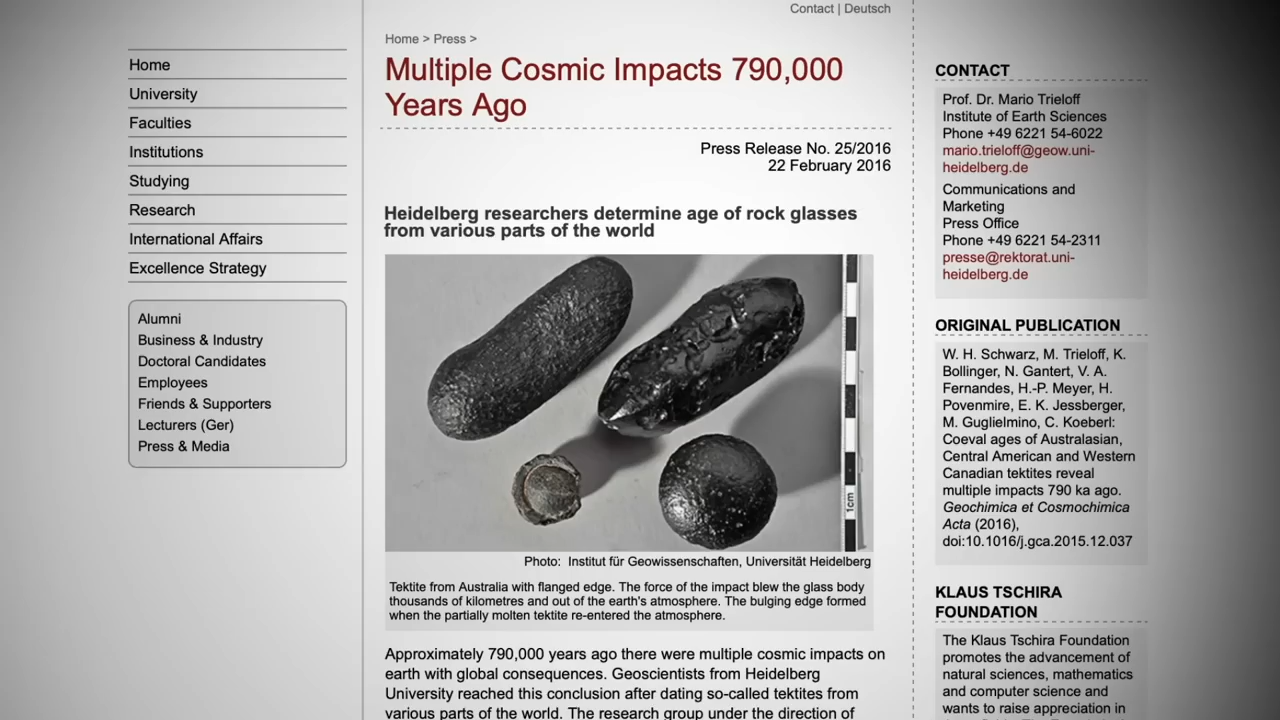 Contact | Deutsch
Home
University
Faculties
Institutions
Studying
Research
International Affairs
Excellence Strategy
Alumni
Business & Industry
Doctoral Candidates
Employees
Friends & Supporters
Lecturers (Ger)
Press & Media
Home > Press >
Multiple Cosmic Impacts 790,000
Years Ago
Press Release No. 25/2016
22 February 2016
Heidelberg researchers determine age of rock glasses
from various parts of the world
1cm
Photo: Institut für Geowissenschaften, Universität Heidelberg
Tektite from Australia with flanged edge. The force of the impact blew the glass body
thousands of kilometres and out of the earth's atmosphere. The bulging edge formed
when the partially molten tektite re-entered the atmosphere.
Approximately 790,000 years ago there were multiple cosmic impacts on
earth with global consequences. Geoscientists from Heidelberg
University reached this conclusion after dating so-called tektites from
various parts of the world. The research group under the direction of
CONTACT
Prof. Dr. Mario Trieloff
Institute of Earth Sciences
Phone +49 6221 54-6022
mario.trieloff@geow.uni-
heidelberg.de
Communications and
Marketing
Press Office
Phone +49 6221 54-2311
presse@rektorat.uni-
heidelberg.de
ORIGINAL PUBLICATION
W. H. Schwarz, M. Trieloff, K.
Bollinger, N. Gantert, V. A.
Fernandes, H.-P. Meyer, H.
Povenmire, E. K. Jessberger,
M. Guglielmino, C. Koeberl:
Coeval ages of Australasian,
Central American and Western
Canadian tektites reveal
multiple impacts 790 ka ago.
Geochimica et Cosmochimica
Acta (2016),
doi:10.1016/j.gca.2015.12.037
KLAUS TSCHIRA
FOUNDATION
The Klaus Tschira Foundation
promotes the advancement of
natural sciences, mathematics
and computer science and
wants to raise appreciation in